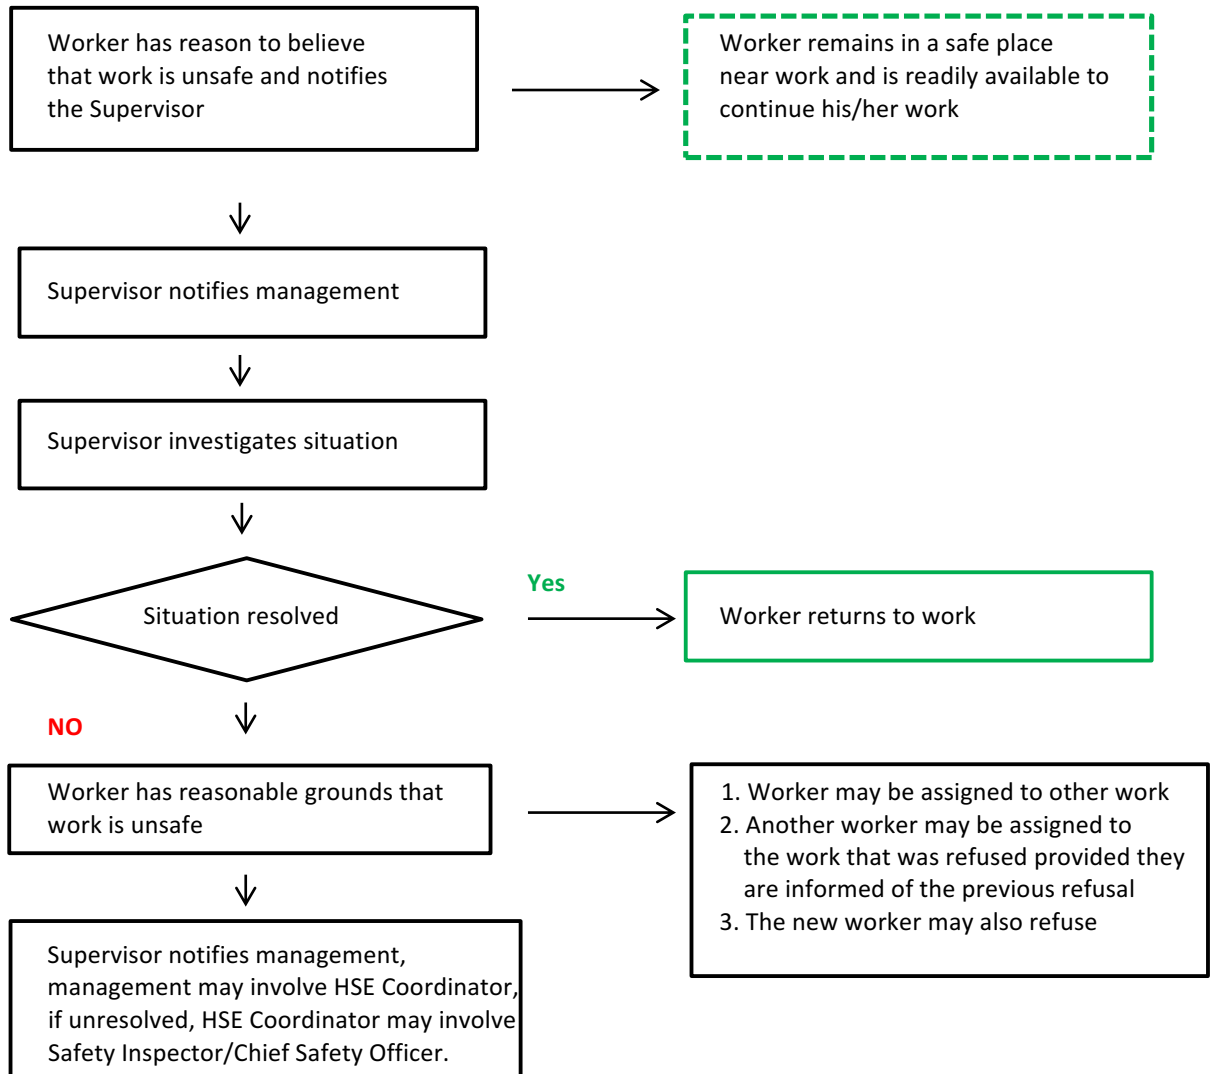 Worker has reason to believe
that work is unsafe and notifies
the Supervisor
Worker remains in a safe place
near work and is readily available to
continue his/her work
Supervisor notifies management
Supervisor investigates situation
Situation resolved
Yes
Worker returns to work
NO
Worker has reasonable grounds that
work is unsafe
1. Worker may be assigned to other work
2. Another worker may be assigned to
the work that was refused provided they
are informed of the previous refusal
3. The new worker may also refuse
Supervisor notifies management,
management may involve HSE Coordinator,
if unresolved, HSE Coordinator may involve
Safety Inspector/Chief Safety Officer.